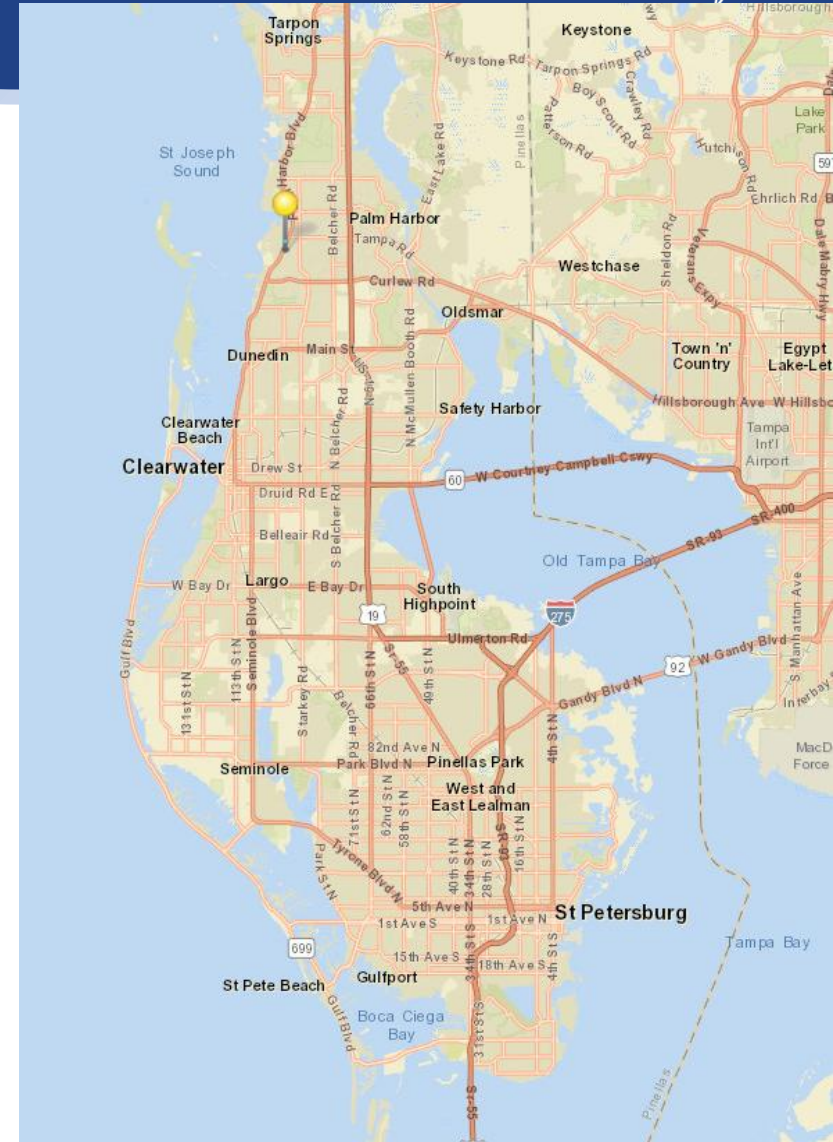 Hillsborough
Tarpon
Springs
Keystone
Keystone Rd
Tarpon Springs Rd
Crawley Rd
Boy Scout Rd
Patterson Rd
Pinellas
Lake
Park
St Joseph
Sound
Harbor Blvd
East Lake Rd
Hutchison Rd
597
Ehrlich Rd
Belcher Rd
Palm Harbor
Tampa Rd
Sheldon Rd
Veterans Expy
Dale Mabry Hwy
Westchase
Curlew Rd
Oldsmar
Dunedin
Main St
US-19 N
N McMullen Booth Rd
Town 'n'
Country
Egypt
Lake-Let
N Belcher Rd
Safety Harbor
Hillsborough Ave
W Hillsbo
Clearwater
Beach
Tampa
Int'l
Airport
Clearwater
Drew St
60
W Courtney Campbell Cswy
Druid Rd E
SR-400
S Belcher Rd
Belleair Rd
SR-93
Old Tampa Bay
W Bay Dr
Largo
E Bay Dr
South
Highpoint
19
275
S Manhattan Ave
Gulf Blvd
Seminole Blvd
Ulmerton Rd
Sr-55
W Gandy Blvd
92
113th St N
66th St N
49th St N
131st St N
Starkey Rd
Belcher Rd
Gandy Blvd N
4th St N
82nd Ave N
Park Blvd N
Pinellas Park
Seminole
MacD
Force
West and
East Lealman
71st St N
62nd St N
58th St N
16th St N
40th St N
34th St N
28th St N
Park St N
Tyrone Blvd N
5th Ave N
1st Ave S
1st Ave N
St Petersburg
699
15th Ave S
18th Ave S
34th St S
4th St S
Tampa Bay
St Pete Beach
Gulfport
Gulf Blvd
Boca Ciega
Bay
31st St S
Sr-55
Pinellas